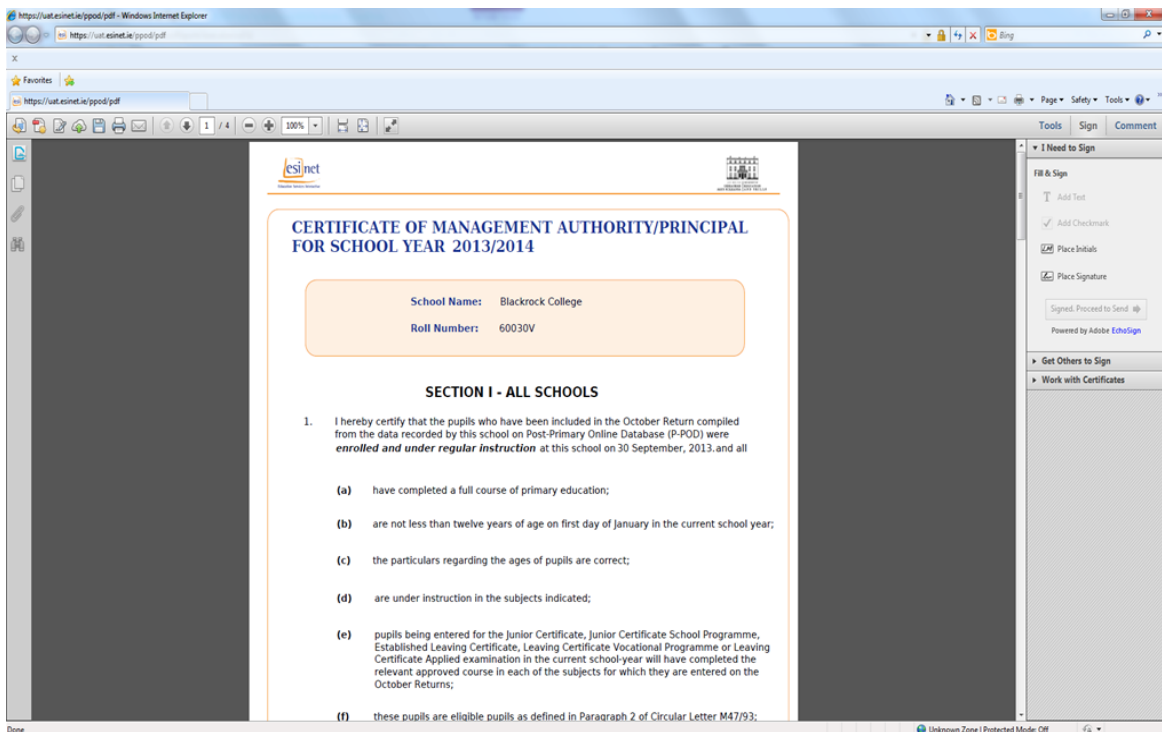 https://uat.esinet.ie/ppod/pdf - Windows Internet Explorer
https://uat.esinet.ie/ppod/pdf
Bing
x
Favorites
https://uat.esinet.ie/ppod/pdf
Page Safety Tools
1 / 4 100%
Tools Sign Comment
I Need to Sign
Fill & Sign
T Add Text
Add Checkmark
Place Initials
Place Signature
Signed. Proceed to Send
Powered by Adobe EchoSign
Get Others to Sign
Work with Certificates
esinet
CERTIFICATE OF MANAGEMENT AUTHORITY/PRINCIPAL
FOR SCHOOL YEAR 2013/2014
School Name: Blackrock College
Roll Number: 60030V
SECTION I - ALL SCHOOLS
1. I hereby certify that the pupils who have been included in the October Return compiled
from the data recorded by this school on Post-Primary Online Database (P-POD) were
enrolled and under regular instruction at this school on 30 September, 2013.and all
(a) have completed a full course of primary education;
(b) are not less than twelve years of age on first day of January in the current school year;
(c) the particulars regarding the ages of pupils are correct;
(d) are under instruction in the subjects indicated;
(e) pupils being entered for the Junior Certificate, Junior Certificate School Programme,
Established Leaving Certificate, Leaving Certificate Vocational Programme or Leaving
Certificate Applied examination in the current school-year will have completed the
relevant approved course in each of the subjects for which they are entered on the
October Returns;
(f) these pupils are eligible pupils as defined in Paragraph 2 of Circular Letter M47/93;
Done
Unknown Zone | Protected Mode: Off